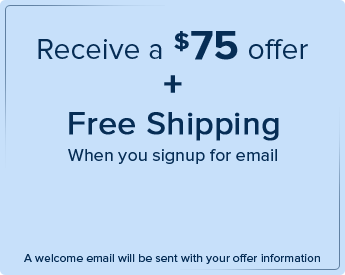 Receive a $75 offer
+
Free Shipping
When you signup for email
A welcome email will be sent with your offer information